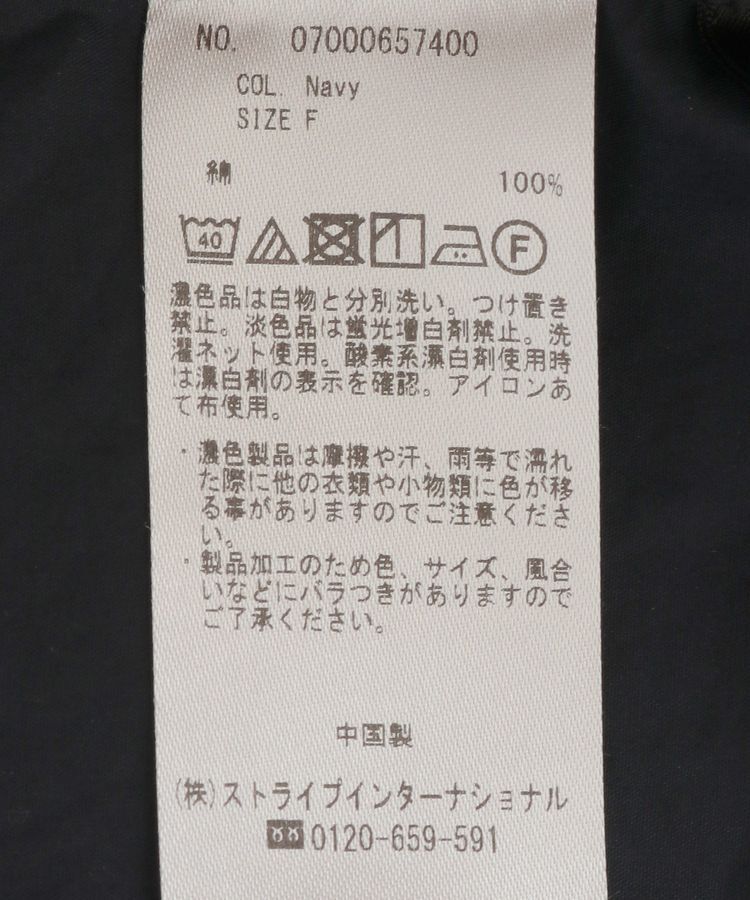 NO. 07000657400
COL. Navy
SIZE F
綿 100%
40 F
濃色品は白物と分別洗い。つけ置き
禁止。淡色品は蛍光増白剤禁止。洗
濯ネット使用。酸素系漂白剤使用時
は漂白剤の表示を確認。アイロンあ
て布使用。
・濃色製品は摩擦や汗、雨等で濡れ
た際に他の衣類や小物類に色が移
る事がありますのでご注意くださ
い。
・製品加工のため色、サイズ、風合
いなどにバラつきがありますので
ご了承ください。
中国製
(株)ストライプインターナショナル
0120-659-591